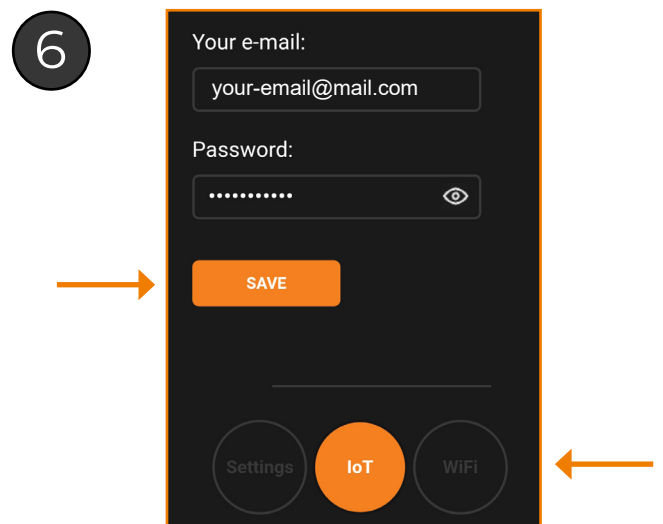 6
Your e-mail:
your-email@mail.com
Password:
•••••••••••
SAVE
Settings IoT WiFi